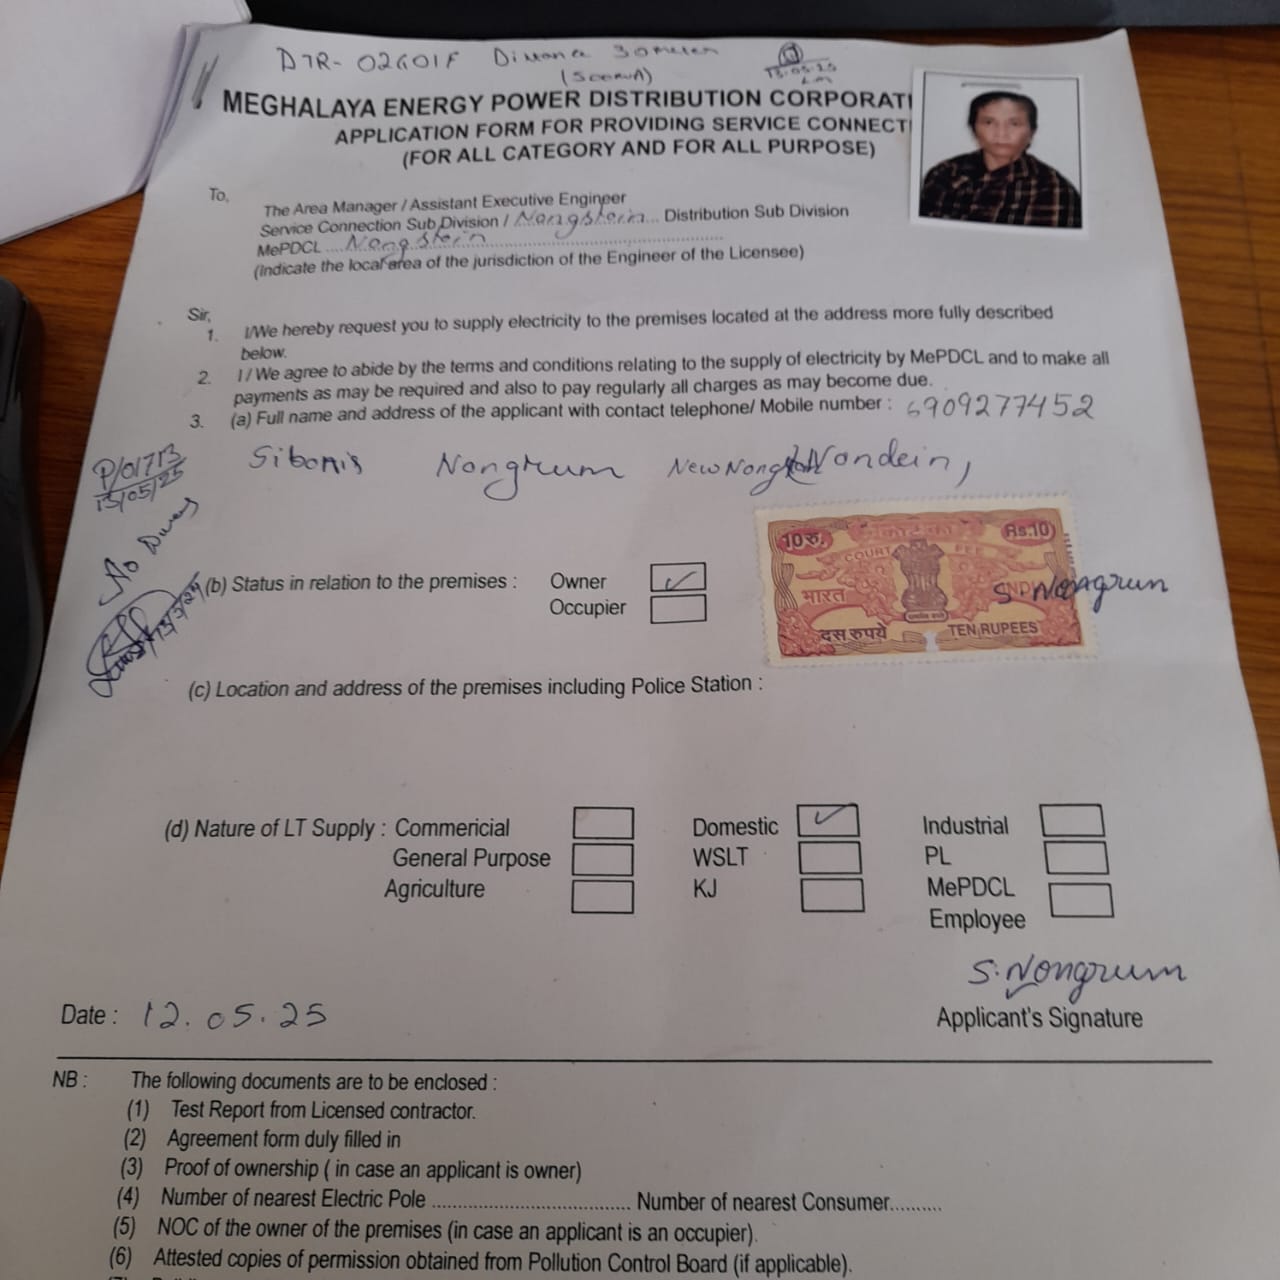 DTR- 02601F Distance 30 meter
(500RVA)
13.05.25
MEGHALAYA ENERGY POWER DISTRIBUTION CORPORATI
APPLICATION FORM FOR PROVIDING SERVICE CONNECT
(FOR ALL CATEGORY AND FOR ALL PURPOSE)
To,
The Area Manager / Assistant Executive Engineer
Service Connection Sub Division / Nongstoin... Distribution Sub Division
MePDCL ....Nongstoin..........................................
(Indicate the local area of the jurisdiction of the Engineer of the Licensee)
Sir,
1. I/We hereby request you to supply electricity to the premises located at the address more fully described
below.
2. I / We agree to abide by the terms and conditions relating to the supply of electricity by MePDCL and to make all
payments as may be required and also to pay regularly all charges as may become due.
3. (a) Full name and address of the applicant with contact telephone/ Mobile number : 6909277452
Sibonis Nongrum New Nondein,
P/01713
13/05/25
No Dues
10रु. कोर्ट फी Rs.10
COURT FEE
भारत INDIA
दस रुपये TEN RUPEES
S. Nongrum
(b) Status in relation to the premises : Owner ✓
Occupier
(c) Location and address of the premises including Police Station :
(d) Nature of LT Supply : Commericial Domestic ✓ Industrial
General Purpose WSLT PL
Agriculture KJ MePDCL
Employee
S. Nongrum
Date : 12.05.25 Applicant's Signature
NB : The following documents are to be enclosed :
(1) Test Report from Licensed contractor.
(2) Agreement form duly filled in
(3) Proof of ownership ( in case an applicant is owner)
(4) Number of nearest Electric Pole .................................... Number of nearest Consumer..........
(5) NOC of the owner of the premises (in case an applicant is an occupier).
(6) Attested copies of permission obtained from Pollution Control Board (if applicable).